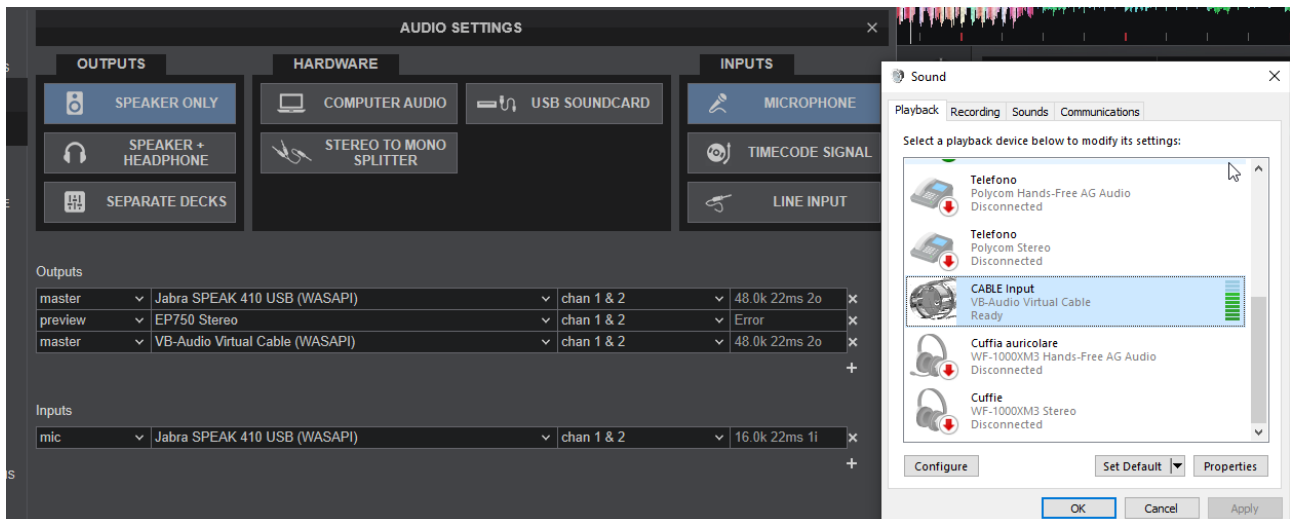 AUDIO SETTINGS
OUTPUTS
HARDWARE
INPUTS
SPEAKER ONLY
COMPUTER AUDIO
USB SOUNDCARD
MICROPHONE
SPEAKER +
HEADPHONE
STEREO TO MONO
SPLITTER
TIMECODE SIGNAL
SEPARATE DECKS
LINE INPUT
Outputs
master Jabra SPEAK 410 USB (WASAPI) chan 1 & 2 48.0k 22ms 2o
preview EP750 Stereo chan 1 & 2 Error
master VB-Audio Virtual Cable (WASAPI) chan 1 & 2 48.0k 22ms 2o
Inputs
mic Jabra SPEAK 410 USB (WASAPI) chan 1 & 2 16.0k 22ms 1i
Sound
Playback Recording Sounds Communications
Select a playback device below to modify its settings:
Telefono
Polycom Hands-Free AG Audio
Disconnected
Telefono
Polycom Stereo
Disconnected
CABLE Input
VB-Audio Virtual Cable
Ready
Cuffia auricolare
WF-1000XM3 Hands-Free AG Audio
Disconnected
Cuffie
WF-1000XM3 Stereo
Disconnected
Configure Set Default Properties
OK Cancel Apply